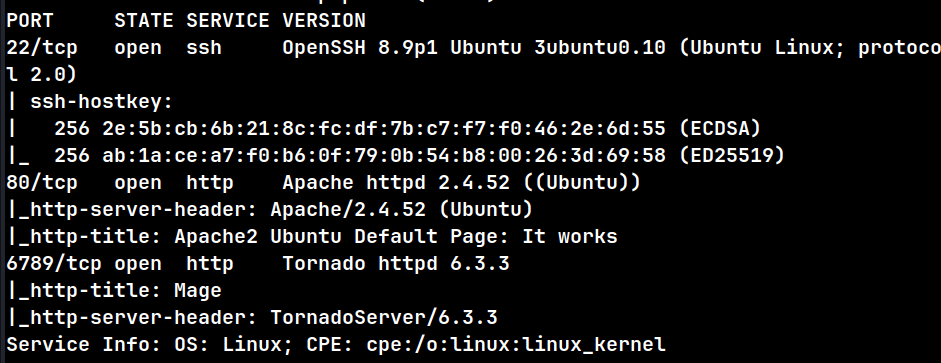 PORT     STATE SERVICE VERSION
22/tcp   open  ssh     OpenSSH 8.9p1 Ubuntu 3ubuntu0.10 (Ubuntu Linux; protoco
l 2.0)
| ssh-hostkey:
|   256 2e:5b:cb:6b:21:8c:fc:df:7b:c7:f7:f0:46:2e:6d:55 (ECDSA)
|_  256 ab:1a:ce:a7:f0:b6:0f:79:0b:54:b8:00:26:3d:69:58 (ED25519)
80/tcp   open  http    Apache httpd 2.4.52 ((Ubuntu))
|_http-server-header: Apache/2.4.52 (Ubuntu)
|_http-title: Apache2 Ubuntu Default Page: It works
6789/tcp open  http    Tornado httpd 6.3.3
|_http-title: Mage
|_http-server-header: TornadoServer/6.3.3
Service Info: OS: Linux; CPE: cpe:/o:linux:linux_kernel